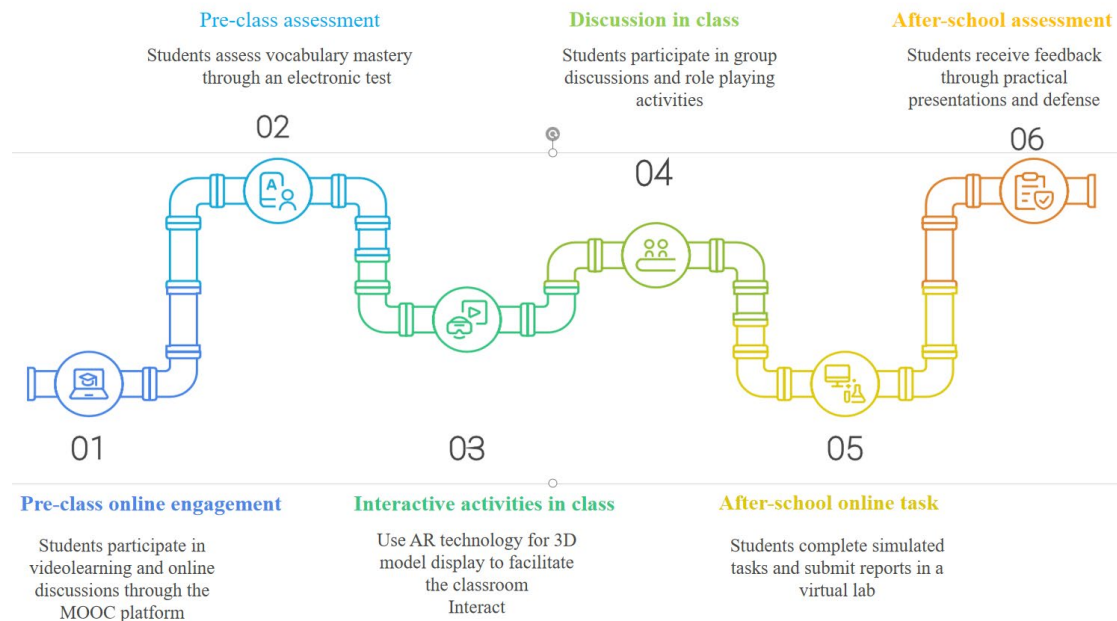 Pre-class assessment
Students assess vocabulary mastery
through an electronic test
02
Discussion in class
Students participate in group
discussions and role playing
activities
04
After-school assessment
Students receive feedback
through practical
presentations and defense
06
A
01
Pre-class online engagement
Students participate in
videolearning and online
discussions through the
MOOC platform
03
Interactive activities in class
Use AR technology for 3D
model display to facilitate
the classroom
Interact
05
After-school online task
Students complete simulated
tasks and submit reports in a
virtual lab